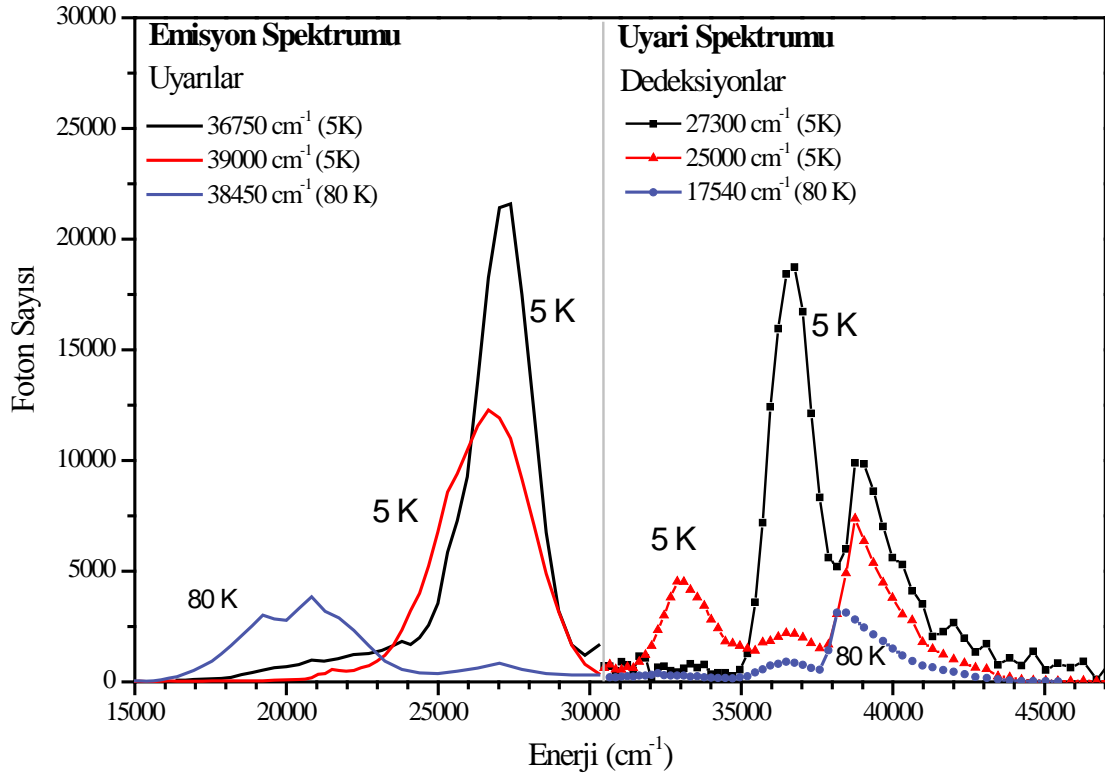 30000
25000
20000
15000
10000
5000
0
Foton Sayısı
Emisyon Spektrumu
Uyarılar
36750 cm⁻¹ (5K)
39000 cm⁻¹ (5K)
38450 cm⁻¹ (80 K)
5 K
5 K
80 K
Uyari Spektrumu
Dedeksiyonlar
27300 cm⁻¹ (5K)
25000 cm⁻¹ (5K)
17540 cm⁻¹ (80 K)
5 K
5 K
80 K
15000 20000 25000 30000 35000 40000 45000
Enerji (cm⁻¹)